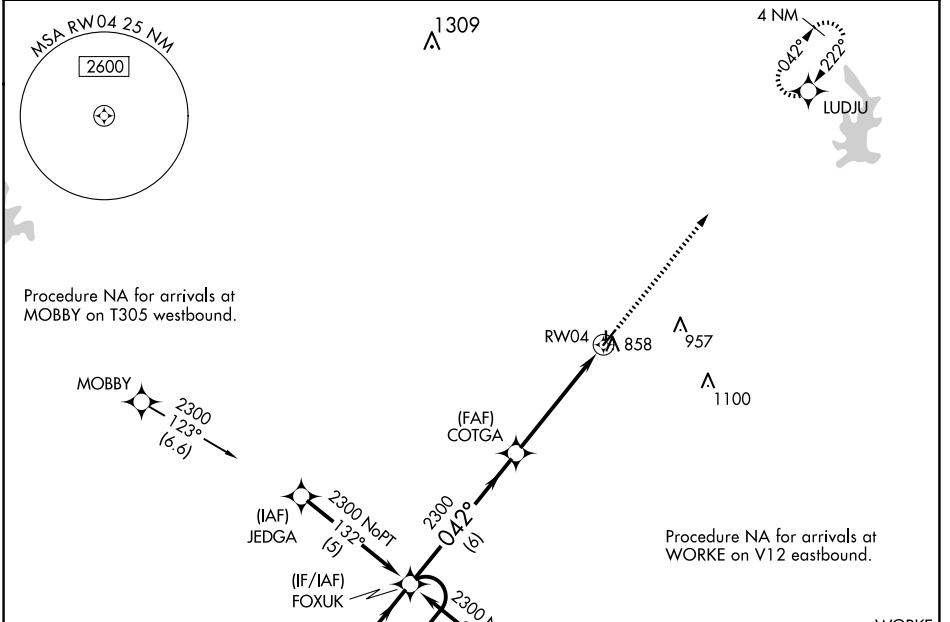 MSA RW04 25 NM
2600
1309
4 NM
042°
222°
LUDJU
Procedure NA for arrivals at
MOBBY on T305 westbound.
RW04
858
957
1100
MOBBY
2300
123°
(6.6)
(FAF)
COTGA
(IAF)
JEDGA
2300 NoPT
132°
(5)
2300
042°
(6)
Procedure NA for arrivals at
WORKE on V12 eastbound.
(IF/IAF)
FOXUK
2300
WORKE